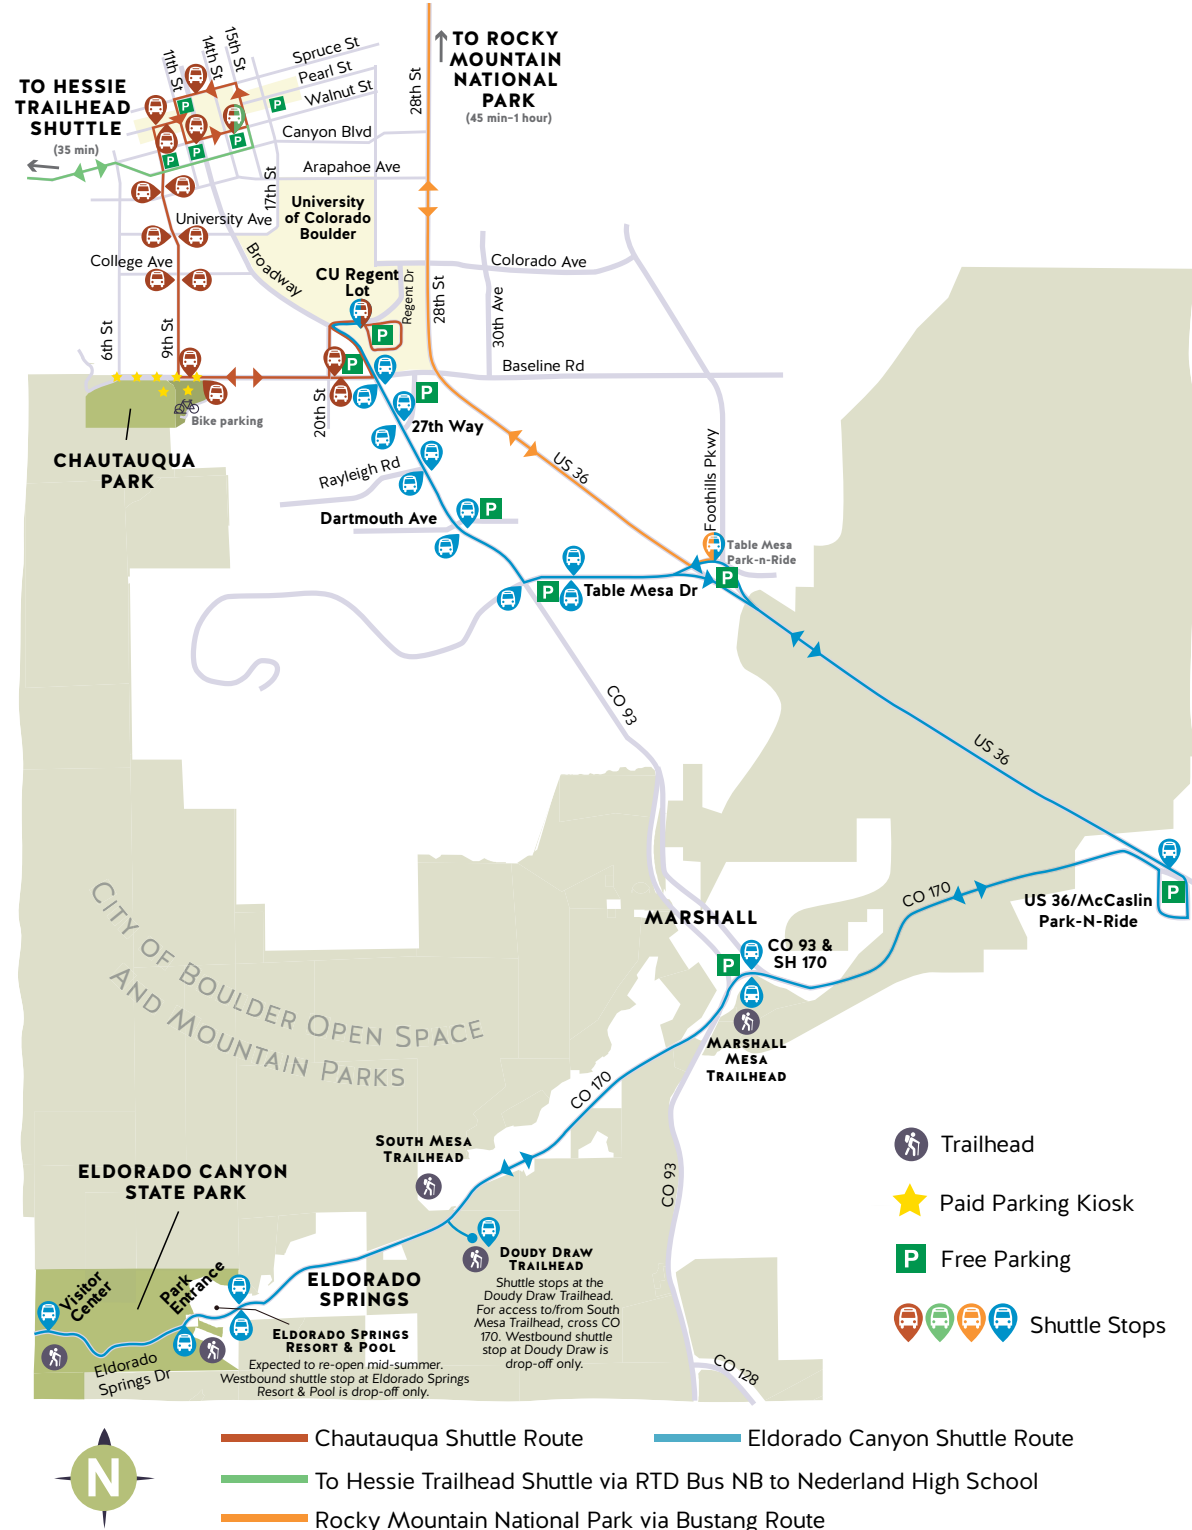 TO HESSIE
TRAILHEAD
SHUTTLE
(35 min)
11th St
14th St
15th St
Spruce St
Pearl St
Walnut St
Canyon Blvd
Arapahoe Ave
17th St
28th St
TO ROCKY
MOUNTAIN
NATIONAL
PARK
(45 min–1 hour)
P
P
P
P
P
University Ave
University
of Colorado
Boulder
College Ave
Broadway
CU Regent
Lot
Regent Dr
28th St
Colorado Ave
30th Ave
6th St
9th St
P
P
Baseline Rd
20th St
P
Bike parking
27th Way
CHAUTAUQUA
PARK
Rayleigh Rd
US 36
Foothills Pkwy
Dartmouth Ave
P
Table Mesa
Park-n-Ride
P
P
Table Mesa Dr
CO 93
US 36
CITY OF BOULDER OPEN SPACE
AND MOUNTAIN PARKS
MARSHALL
CO 170
US 36/McCaslin
Park-N-Ride
P
CO 93 &
SH 170
P
MARSHALL
MESA
TRAILHEAD
CO 170
SOUTH MESA
TRAILHEAD
CO 93
ELDORADO CANYON
STATE PARK
Visitor
Center
Park
Entrance
ELDORADO
SPRINGS
DOUDY DRAW
TRAILHEAD
Shuttle stops at the
Doudy Draw Trailhead.
For access to/from South
Mesa Trailhead, cross CO
170. Westbound shuttle
stop at Doudy Draw is
drop-off only.
ELDORADO SPRINGS
RESORT & POOL
Expected to re-open mid-summer.
Westbound shuttle stop at Eldorado Springs
Resort & Pool is drop-off only.
Eldorado
Springs Dr
CO 128
Trailhead
Paid Parking Kiosk
P
Free Parking
Shuttle Stops
N
Chautauqua Shuttle Route
Eldorado Canyon Shuttle Route
To Hessie Trailhead Shuttle via RTD Bus NB to Nederland High School
Rocky Mountain National Park via Bustang Route